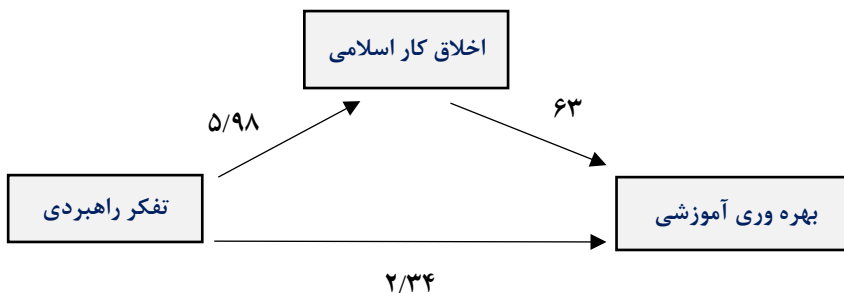 اخلاق کار اسلامی
۵/۹۸
۶۳
تفکر راهبردی
بهره وری آموزشی
۲/۳۴